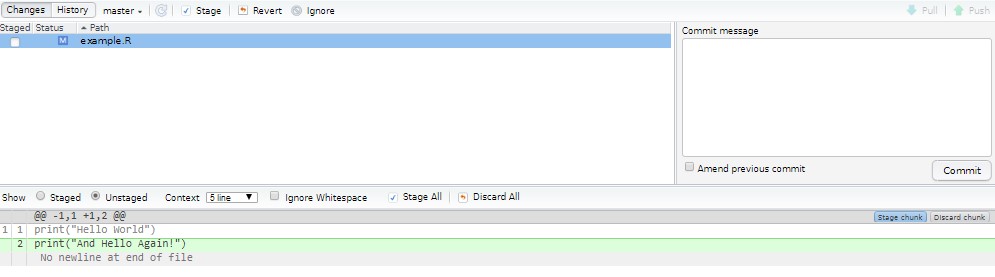 Changes History master Stage Revert Ignore Pull Push
Staged Status Path
M example.R
Commit message
Amend previous commit
Commit
Show Staged Unstaged Context 5 line Ignore Whitespace Stage All Discard All
@@ -1,1 +1,2 @@ Stage chunk Discard chunk
1 1 print("Hello World")
2 print("And Hello Again!")
No newline at end of file